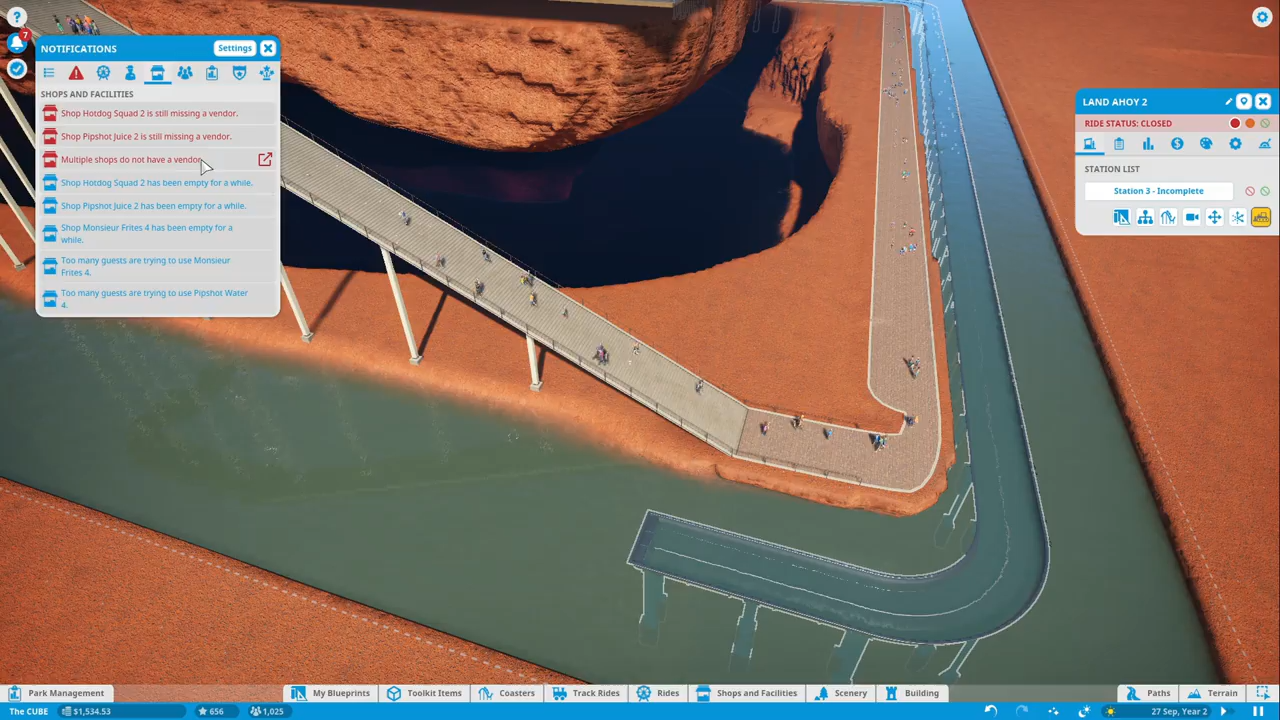 ?
7
NOTIFICATIONS
Settings
SHOPS AND FACILITIES
Shop Hotdog Squad 2 is still missing a vendor.
Shop Pipshot Juice 2 is still missing a vendor.
Multiple shops do not have a vendor
Shop Hotdog Squad 2 has been empty for a while.
Shop Pipshot Juice 2 has been empty for a while.
Shop Monsieur Frites 4 has been empty for a
while.
Too many guests are trying to use Monsieur
Frites 4.
Too many guests are trying to use Pipshot Water
4.
LAND AHOY 2
RIDE STATUS: CLOSED
STATION LIST
Station 3 - Incomplete
Park Management
My Blueprints
Toolkit Items
Coasters
Track Rides
Rides
Shops and Facilities
Scenery
Building
Paths
Terrain
The CUBE
$1,534.53
656
1,025
27 Sep, Year 2